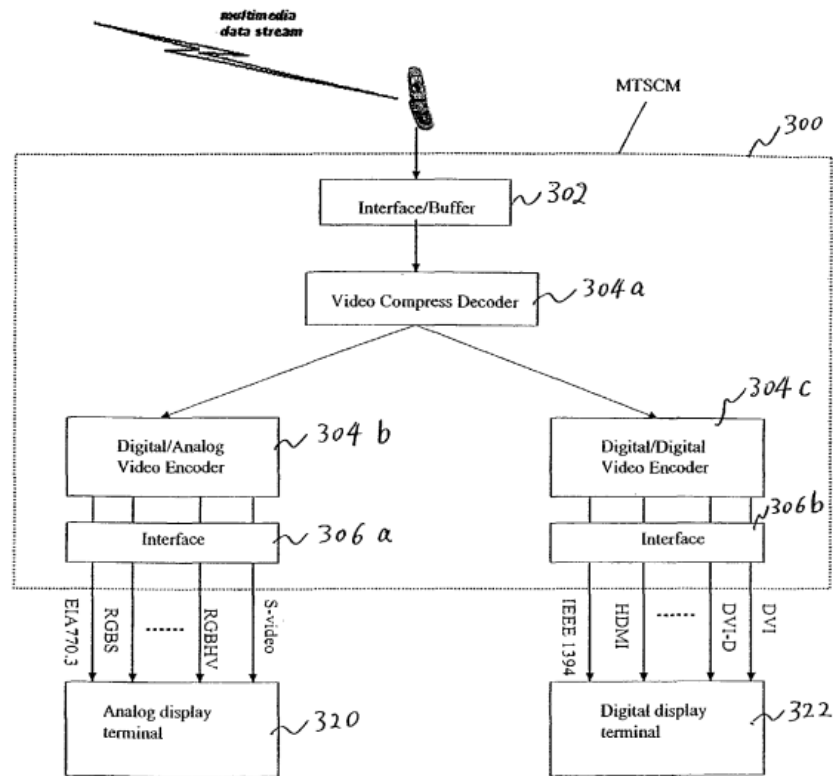 multimedia
data stream
MTSCM
300
Interface/Buffer
302
Video Compress Decoder
304a
Digital/Analog
Video Encoder
304 b
Digital/Digital
Video Encoder
304 c
Interface
306 a
Interface
306b
EIA770.3
RGBS
......
RGBHV
S-video
IEEE 1394
HDMI
......
DVI-D
DVI
Analog display
terminal
320
Digital display
terminal
322